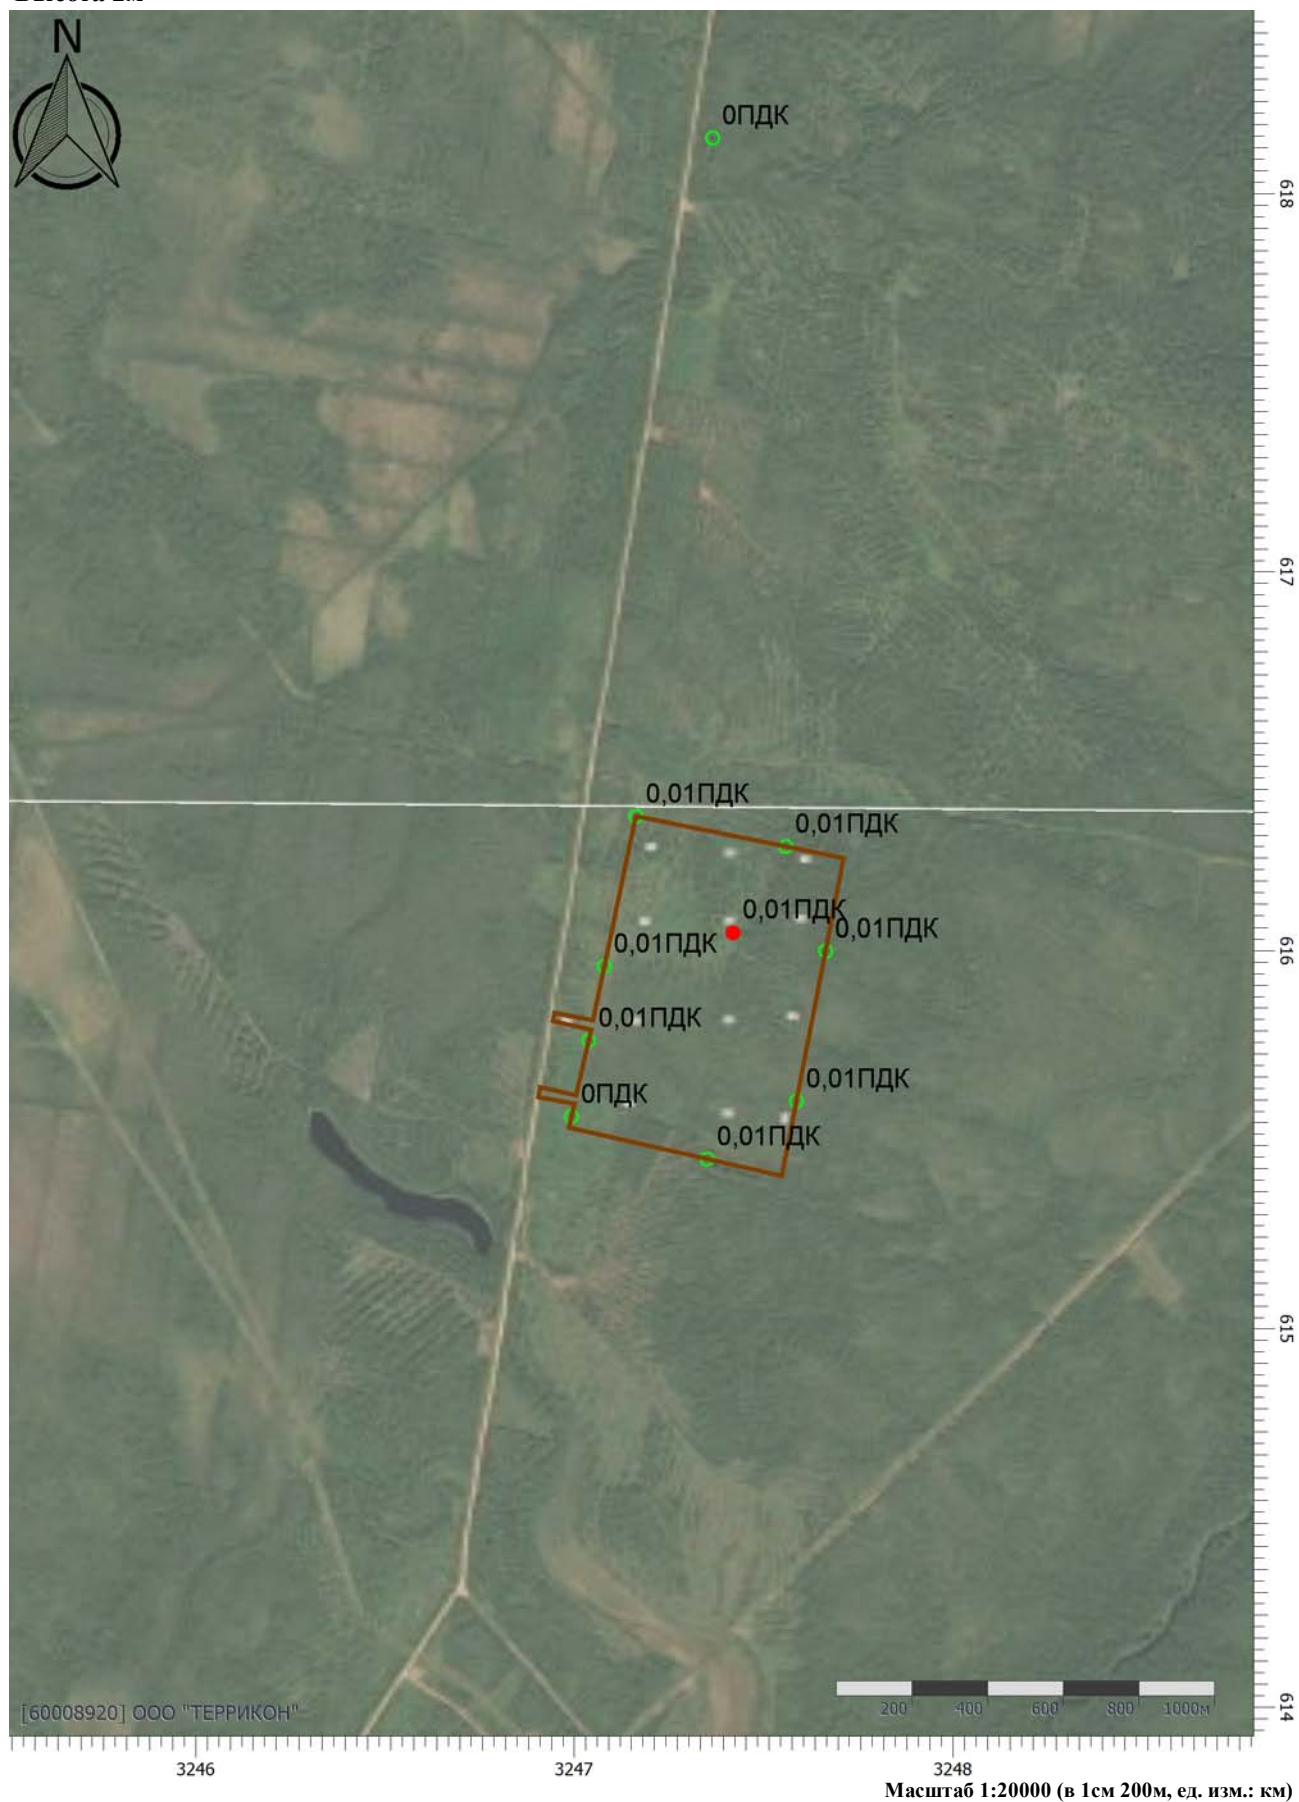 N
0ПДК
618
617
0,01ПДК
0,01ПДК
0,01ПДК
0,01ПДК
0,01ПДК
616
0,01ПДК
0,01ПДК
0ПДК
0,01ПДК
615
200 400 600 800 1000м
[60008920] ООО "ТЕРРИКОН"
614
3246 3247 3248
Масштаб 1:20000 (в 1см 200м, ед. изм.: км)